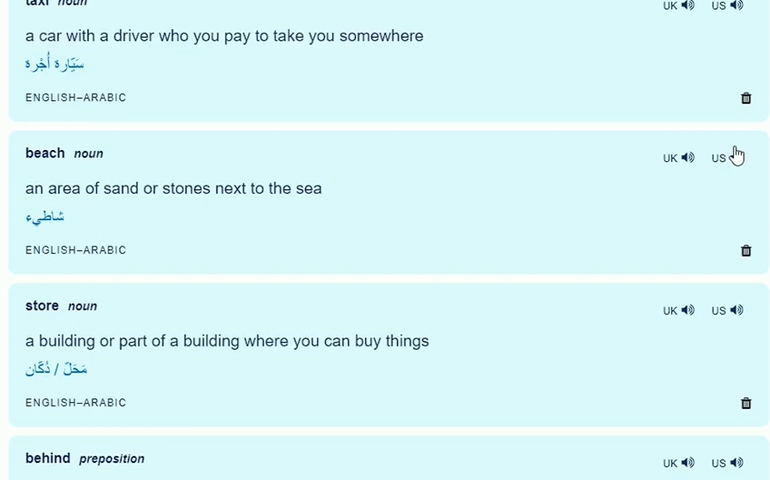 taxi noun
UK US
a car with a driver who you pay to take you somewhere
سَيّارة أُجْرة
ENGLISH–ARABIC
beach noun
UK US
an area of sand or stones next to the sea
شاطيء
ENGLISH–ARABIC
store noun
UK US
a building or part of a building where you can buy things
مَحَلّ / دُكّان
ENGLISH–ARABIC
behind preposition
UK US